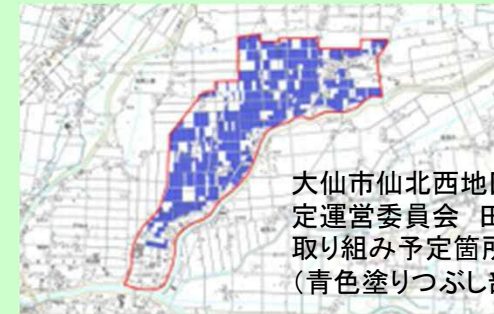 大仙市仙北西地
定運営委員会 田
取り組み予定箇所
(青色塗りつぶし部